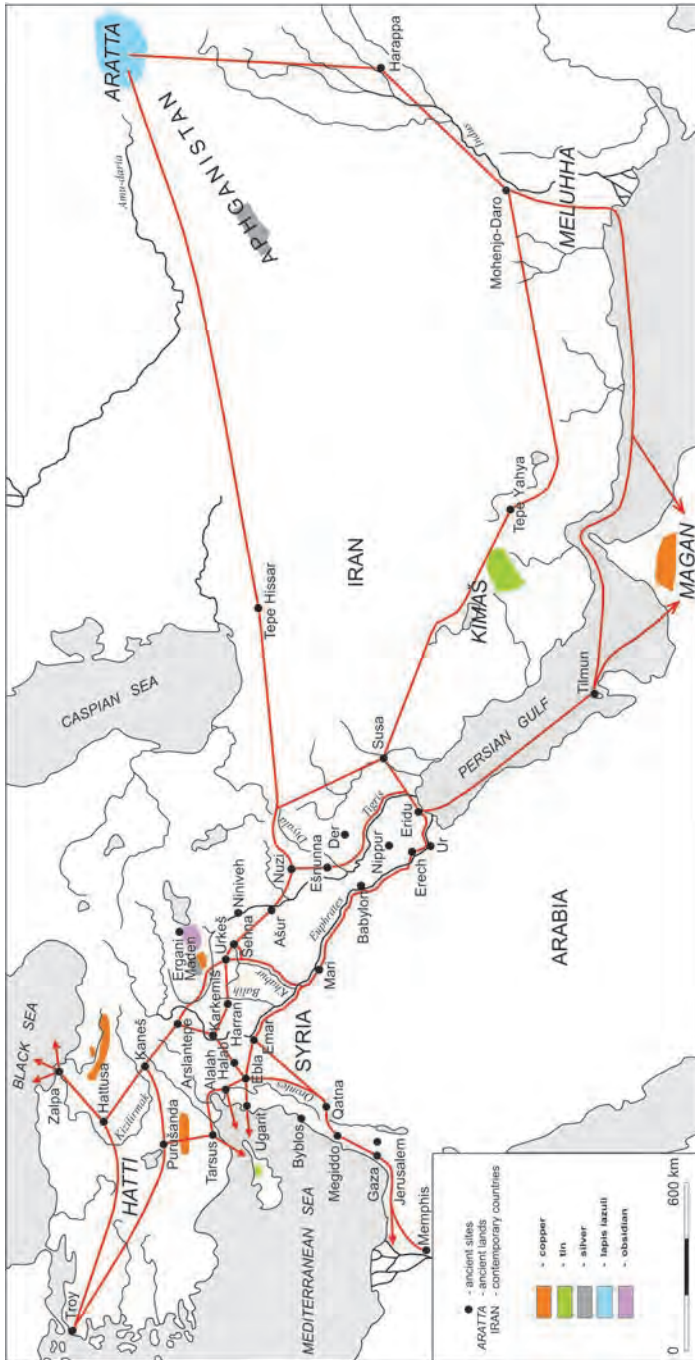 BLACK SEA
Zalpa
Troy
Hattusa
Kizilirmak
HATTI
Kaneš
Purušanda
Arslantepe
Ergani
Maden
Tarsus
Alalah
Karkemiš
Urkeš
Šehna
Niniveh
Halab
Harran
Balih
Khabur
Ebla
Emar
Ugarit
Orontes
SYRIA
Qatna
Byblos
Megiddo
Gaza
Jerusalem
Memphis
MEDITERRANEAN SEA
Ašur
Nuzi
Mari
Euphrates
Ešnunna
Diyala
Der
Tigris
Nippur
Babylon
Erech
Eridu
Ur
Susa
CASPIAN SEA
Tepe Hissar
IRAN
KIMAŠ
Tepe Yahya
PERSIAN GULF
Tilmun
ARABIA
MAGAN
ARATTA
Amu-daria
APHGANISTAN
Harappa
Indus
Mohenjo-Daro
MELUHHA
● - ancient sites
ARATTA - ancient lands
IRAN - contemporary countries
- copper
- tin
- silver
- lapis lazuli
- obsidian
0 600 km